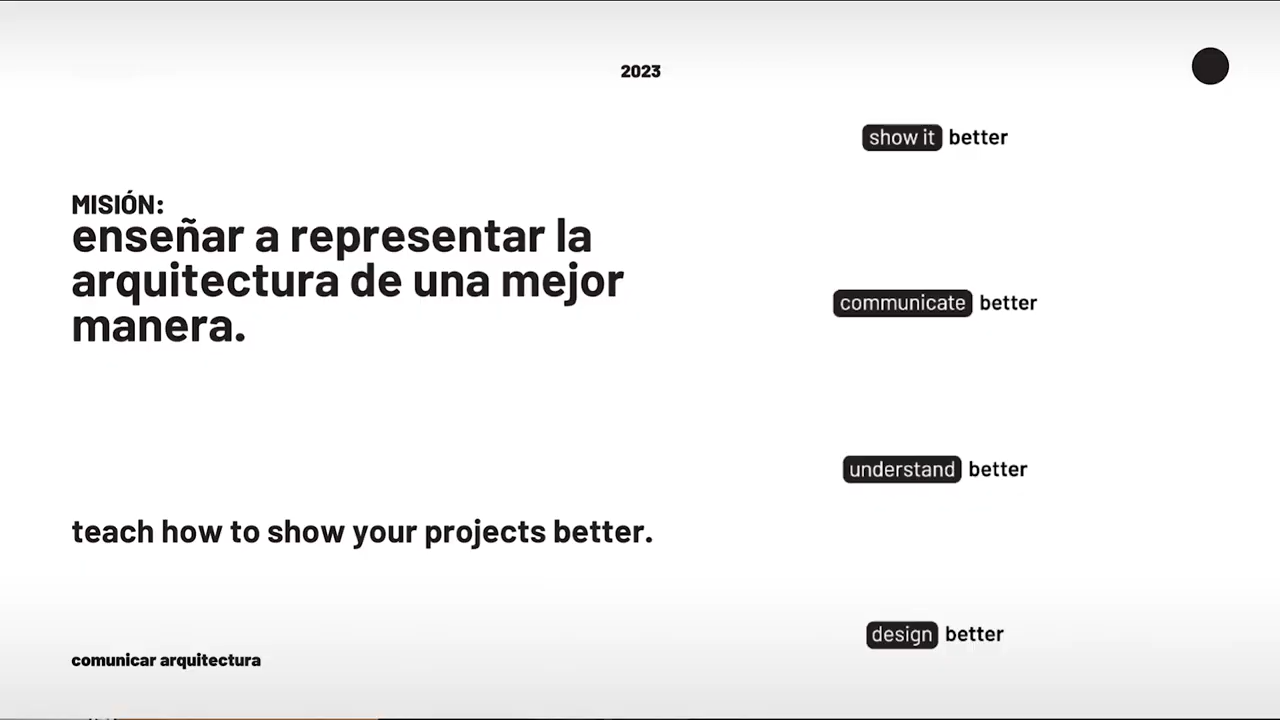 2023
MISIÓN:
enseñar a representar la
arquitectura de una mejor
manera.
teach how to show your projects better.
comunicar arquitectura
show it better
communicate better
understand better
design better